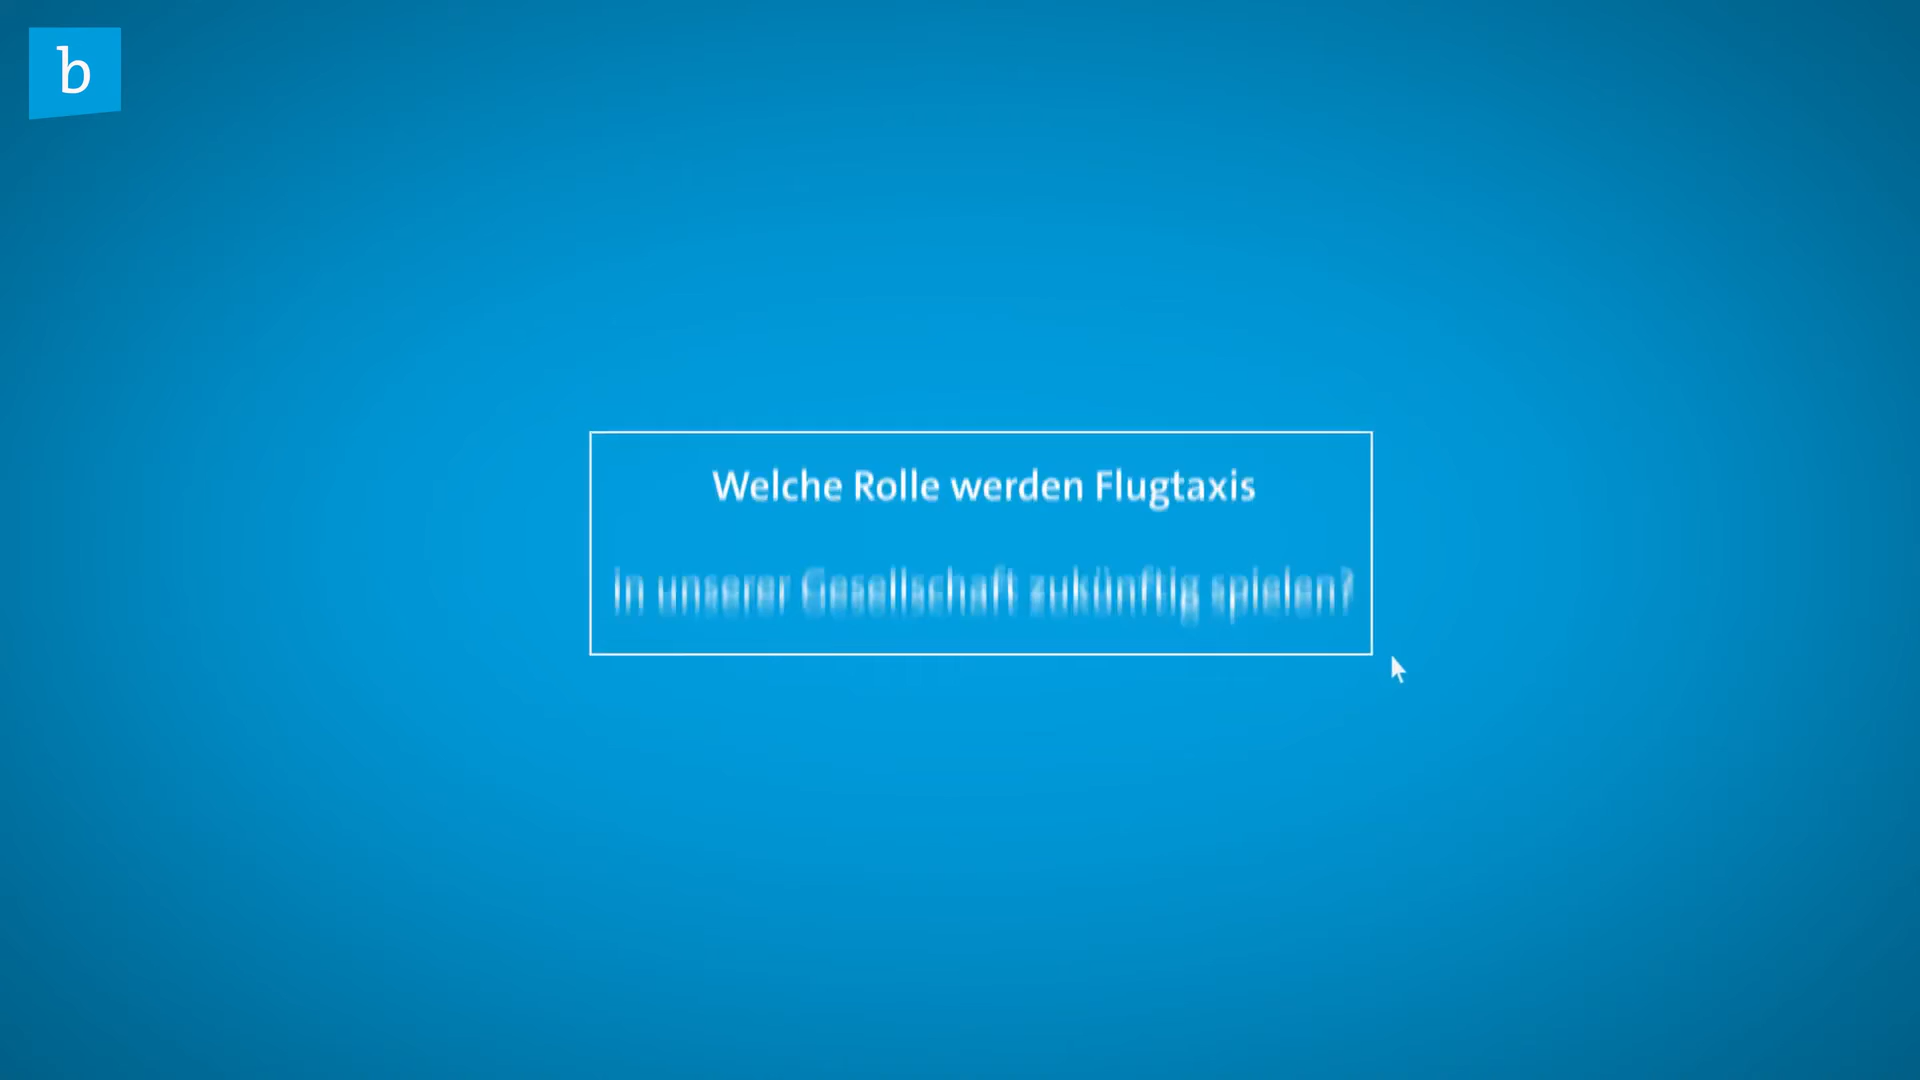 b
Welche Rolle werden Flugtaxis
in unserer Gesellschaft zukünftig spielen?